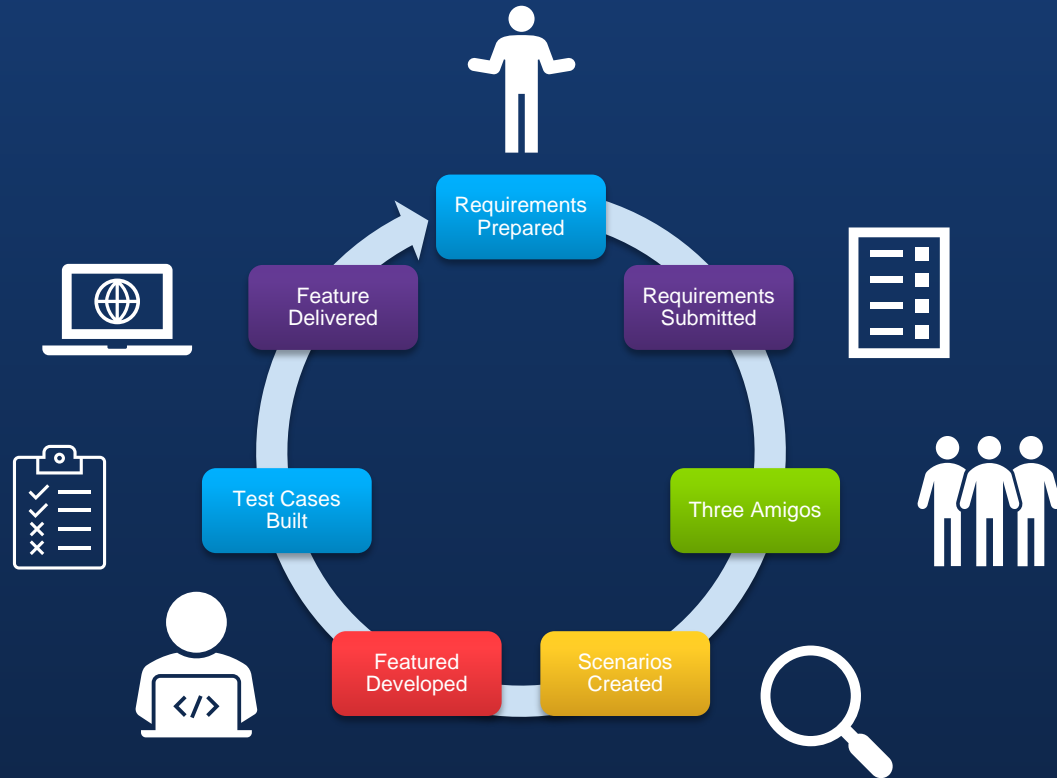 Requirements
Prepared
Requirements
Submitted
Three Amigos
Scenarios
Created
Featured
Developed
Test Cases
Built
Feature
Delivered